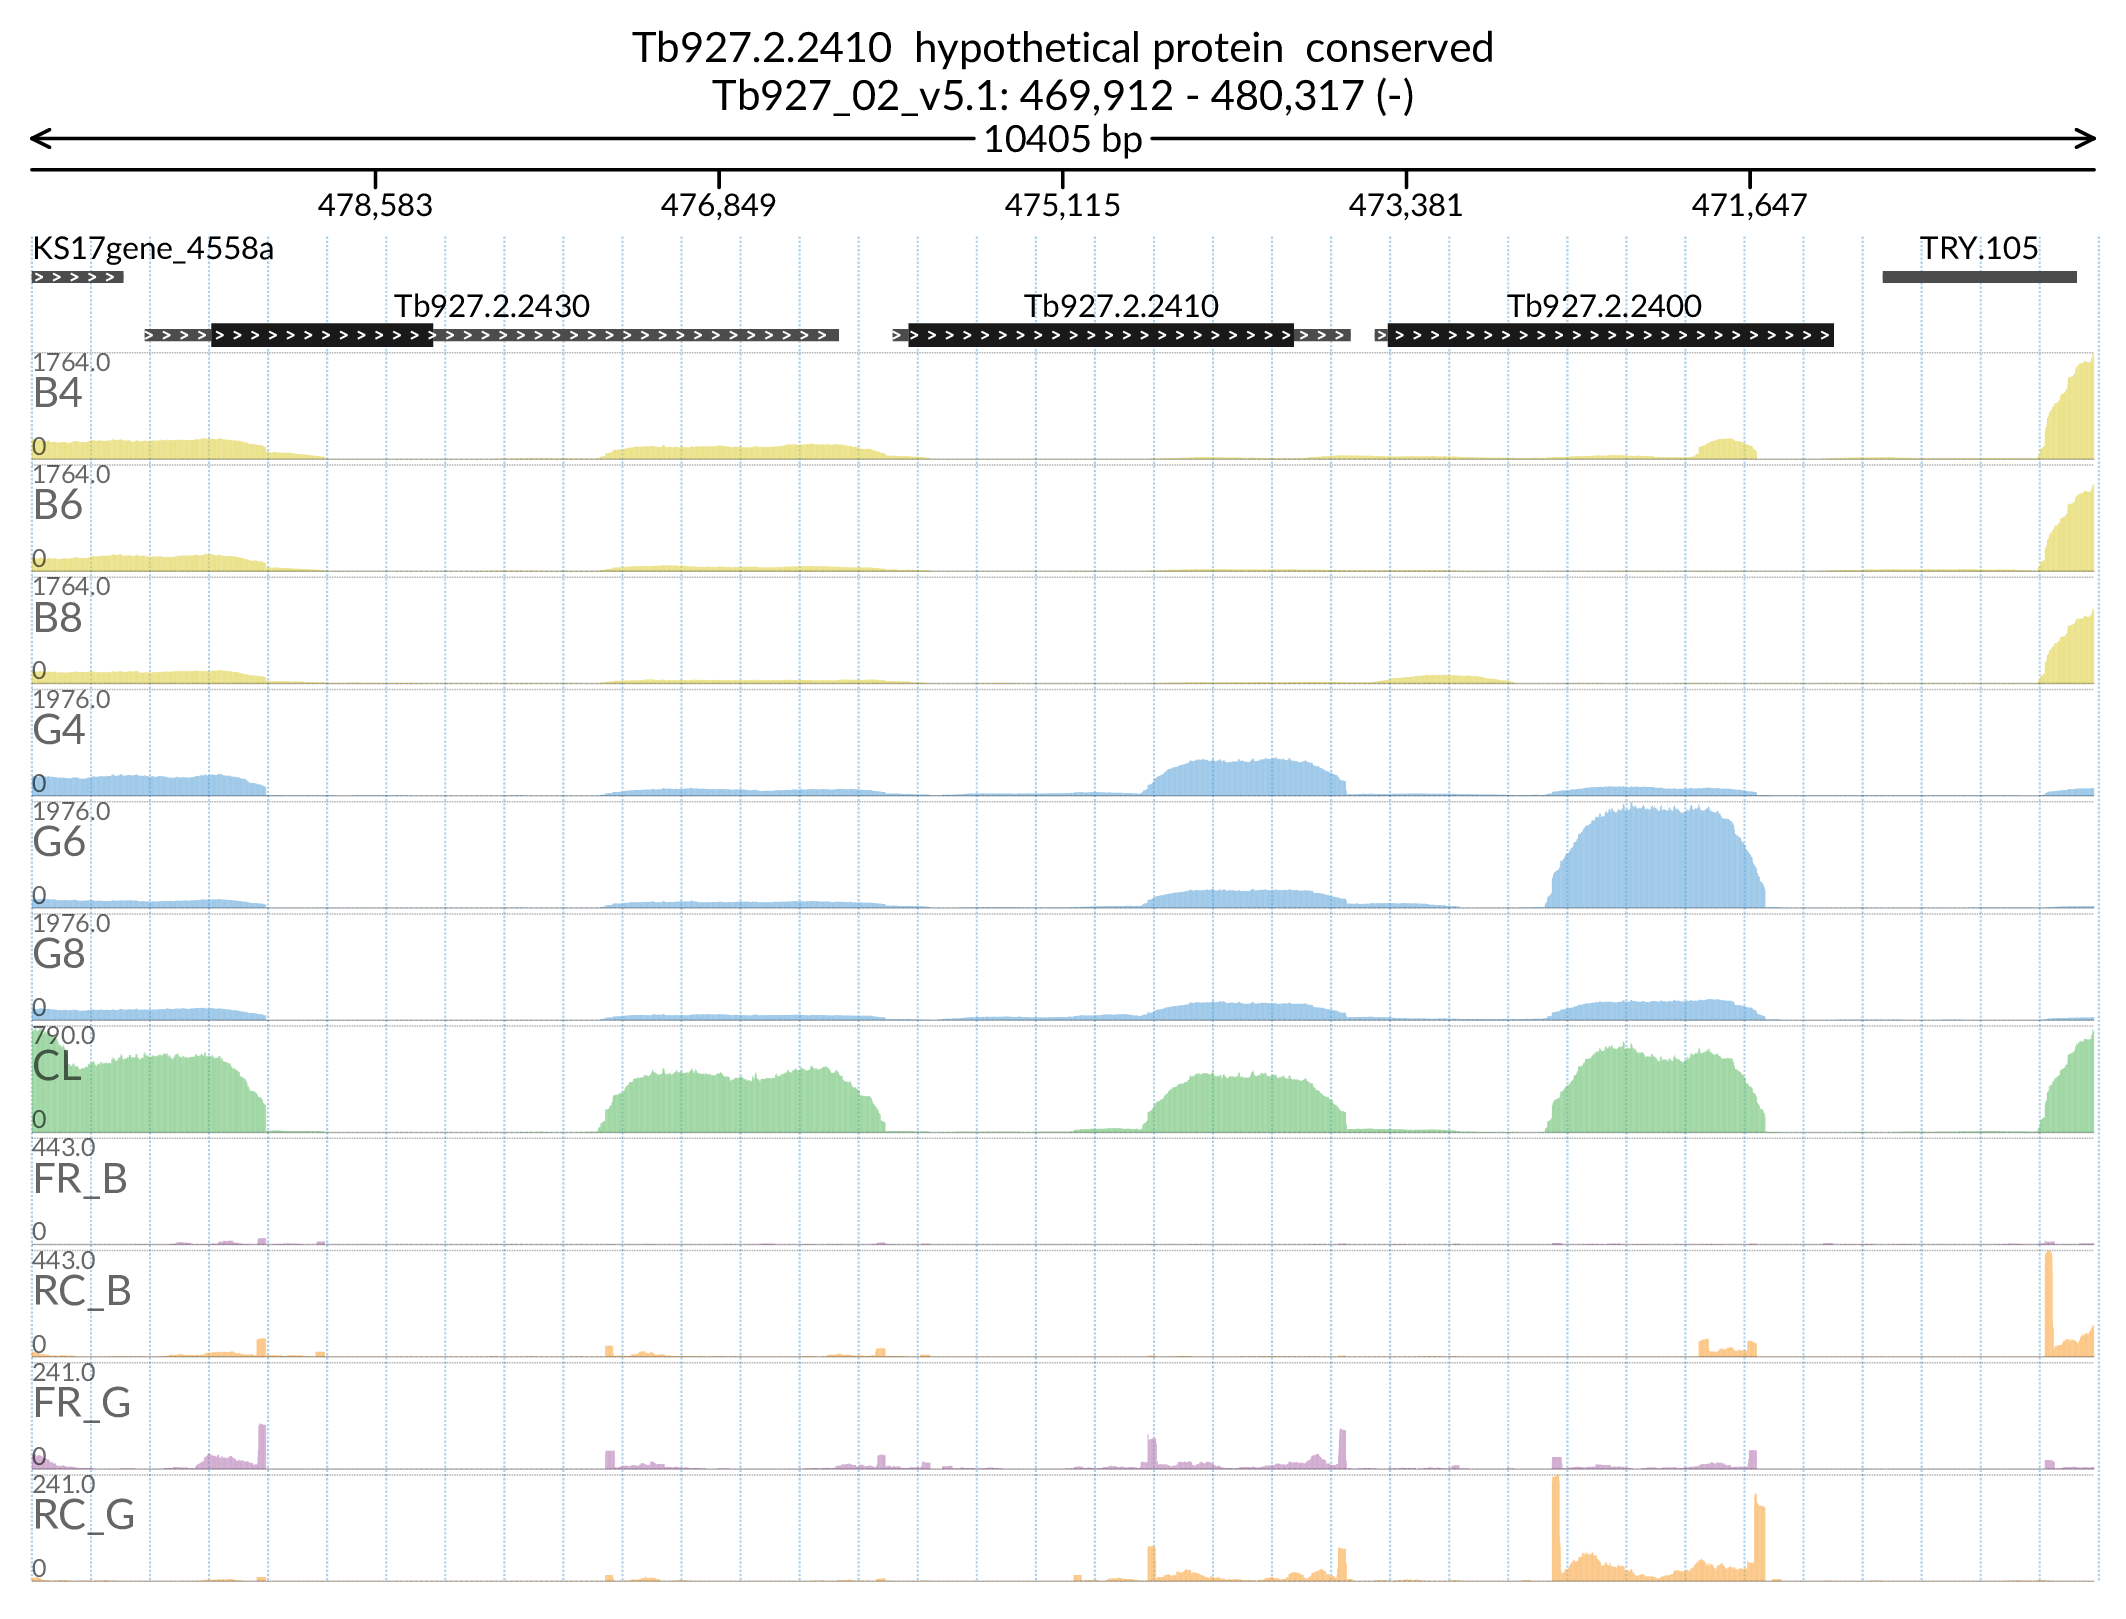 Tb927.2.2410 hypothetical protein conserved
Tb927_02_v5.1: 469,912 - 480,317 (-)
10405 bp
478,583 476,849 475,115 473,381 471,647
KS17gene_4558a TRY.105
Tb927.2.2430 Tb927.2.2410 Tb927.2.2400
1764.0
B4
0
1764.0
B6
0
1764.0
B8
0
1976.0
G4
0
1976.0
G6
0
1976.0
G8
0
790.0
CL
0
443.0
FR_B
0
443.0
RC_B
0
241.0
FR_G
0
241.0
RC_G
0